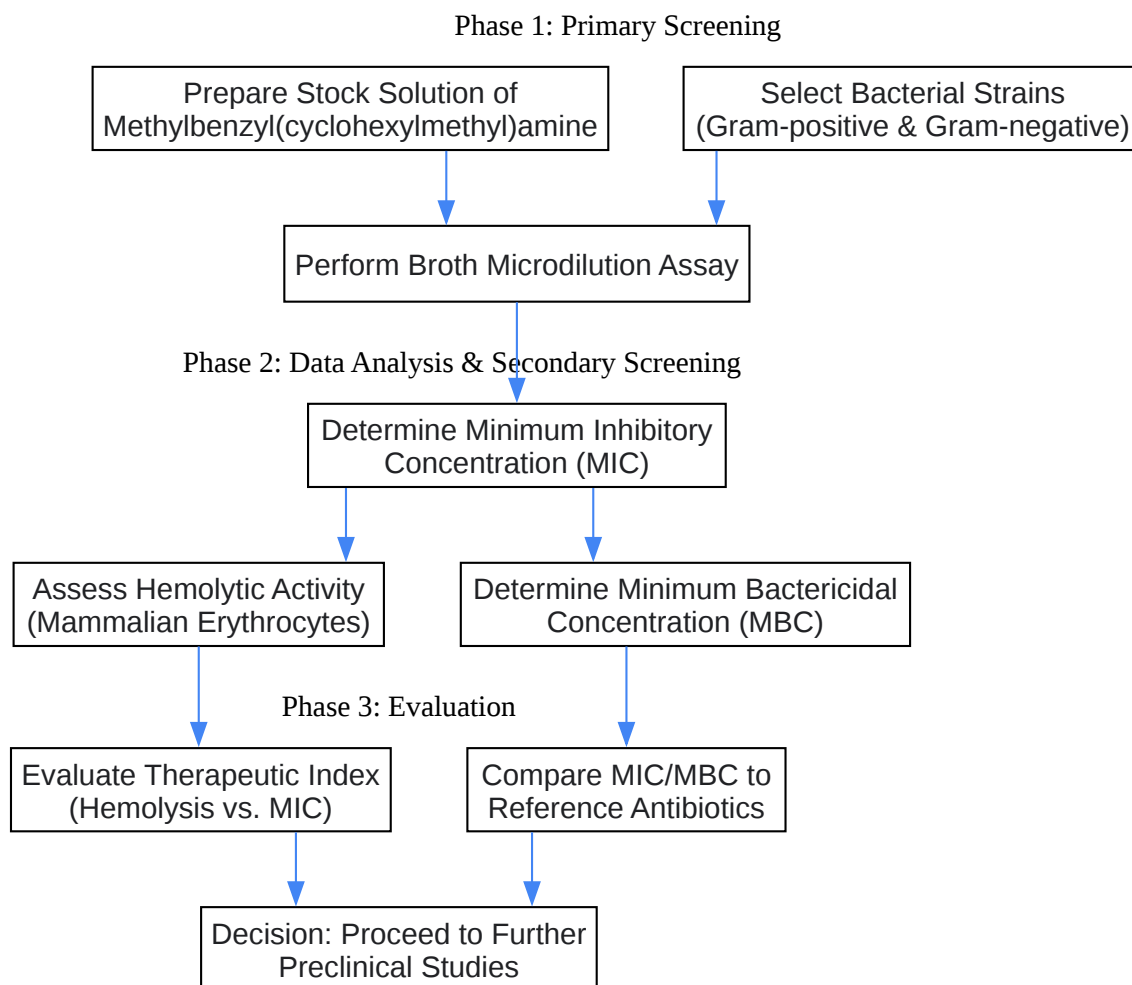 Phase 1: Primary Screening
Prepare Stock Solution of
Methylbenzyl(cyclohexylmethyl)amine
Select Bacterial Strains
(Gram-positive & Gram-negative)
Perform Broth Microdilution Assay
Phase 2: Data Analysis & Secondary Screening
Determine Minimum Inhibitory
Concentration (MIC)
Assess Hemolytic Activity
(Mammalian Erythrocytes)
Determine Minimum Bactericidal
Concentration (MBC)
Phase 3: Evaluation
Evaluate Therapeutic Index
(Hemolysis vs. MIC)
Compare MIC/MBC to
Reference Antibiotics
Decision: Proceed to Further
Preclinical Studies